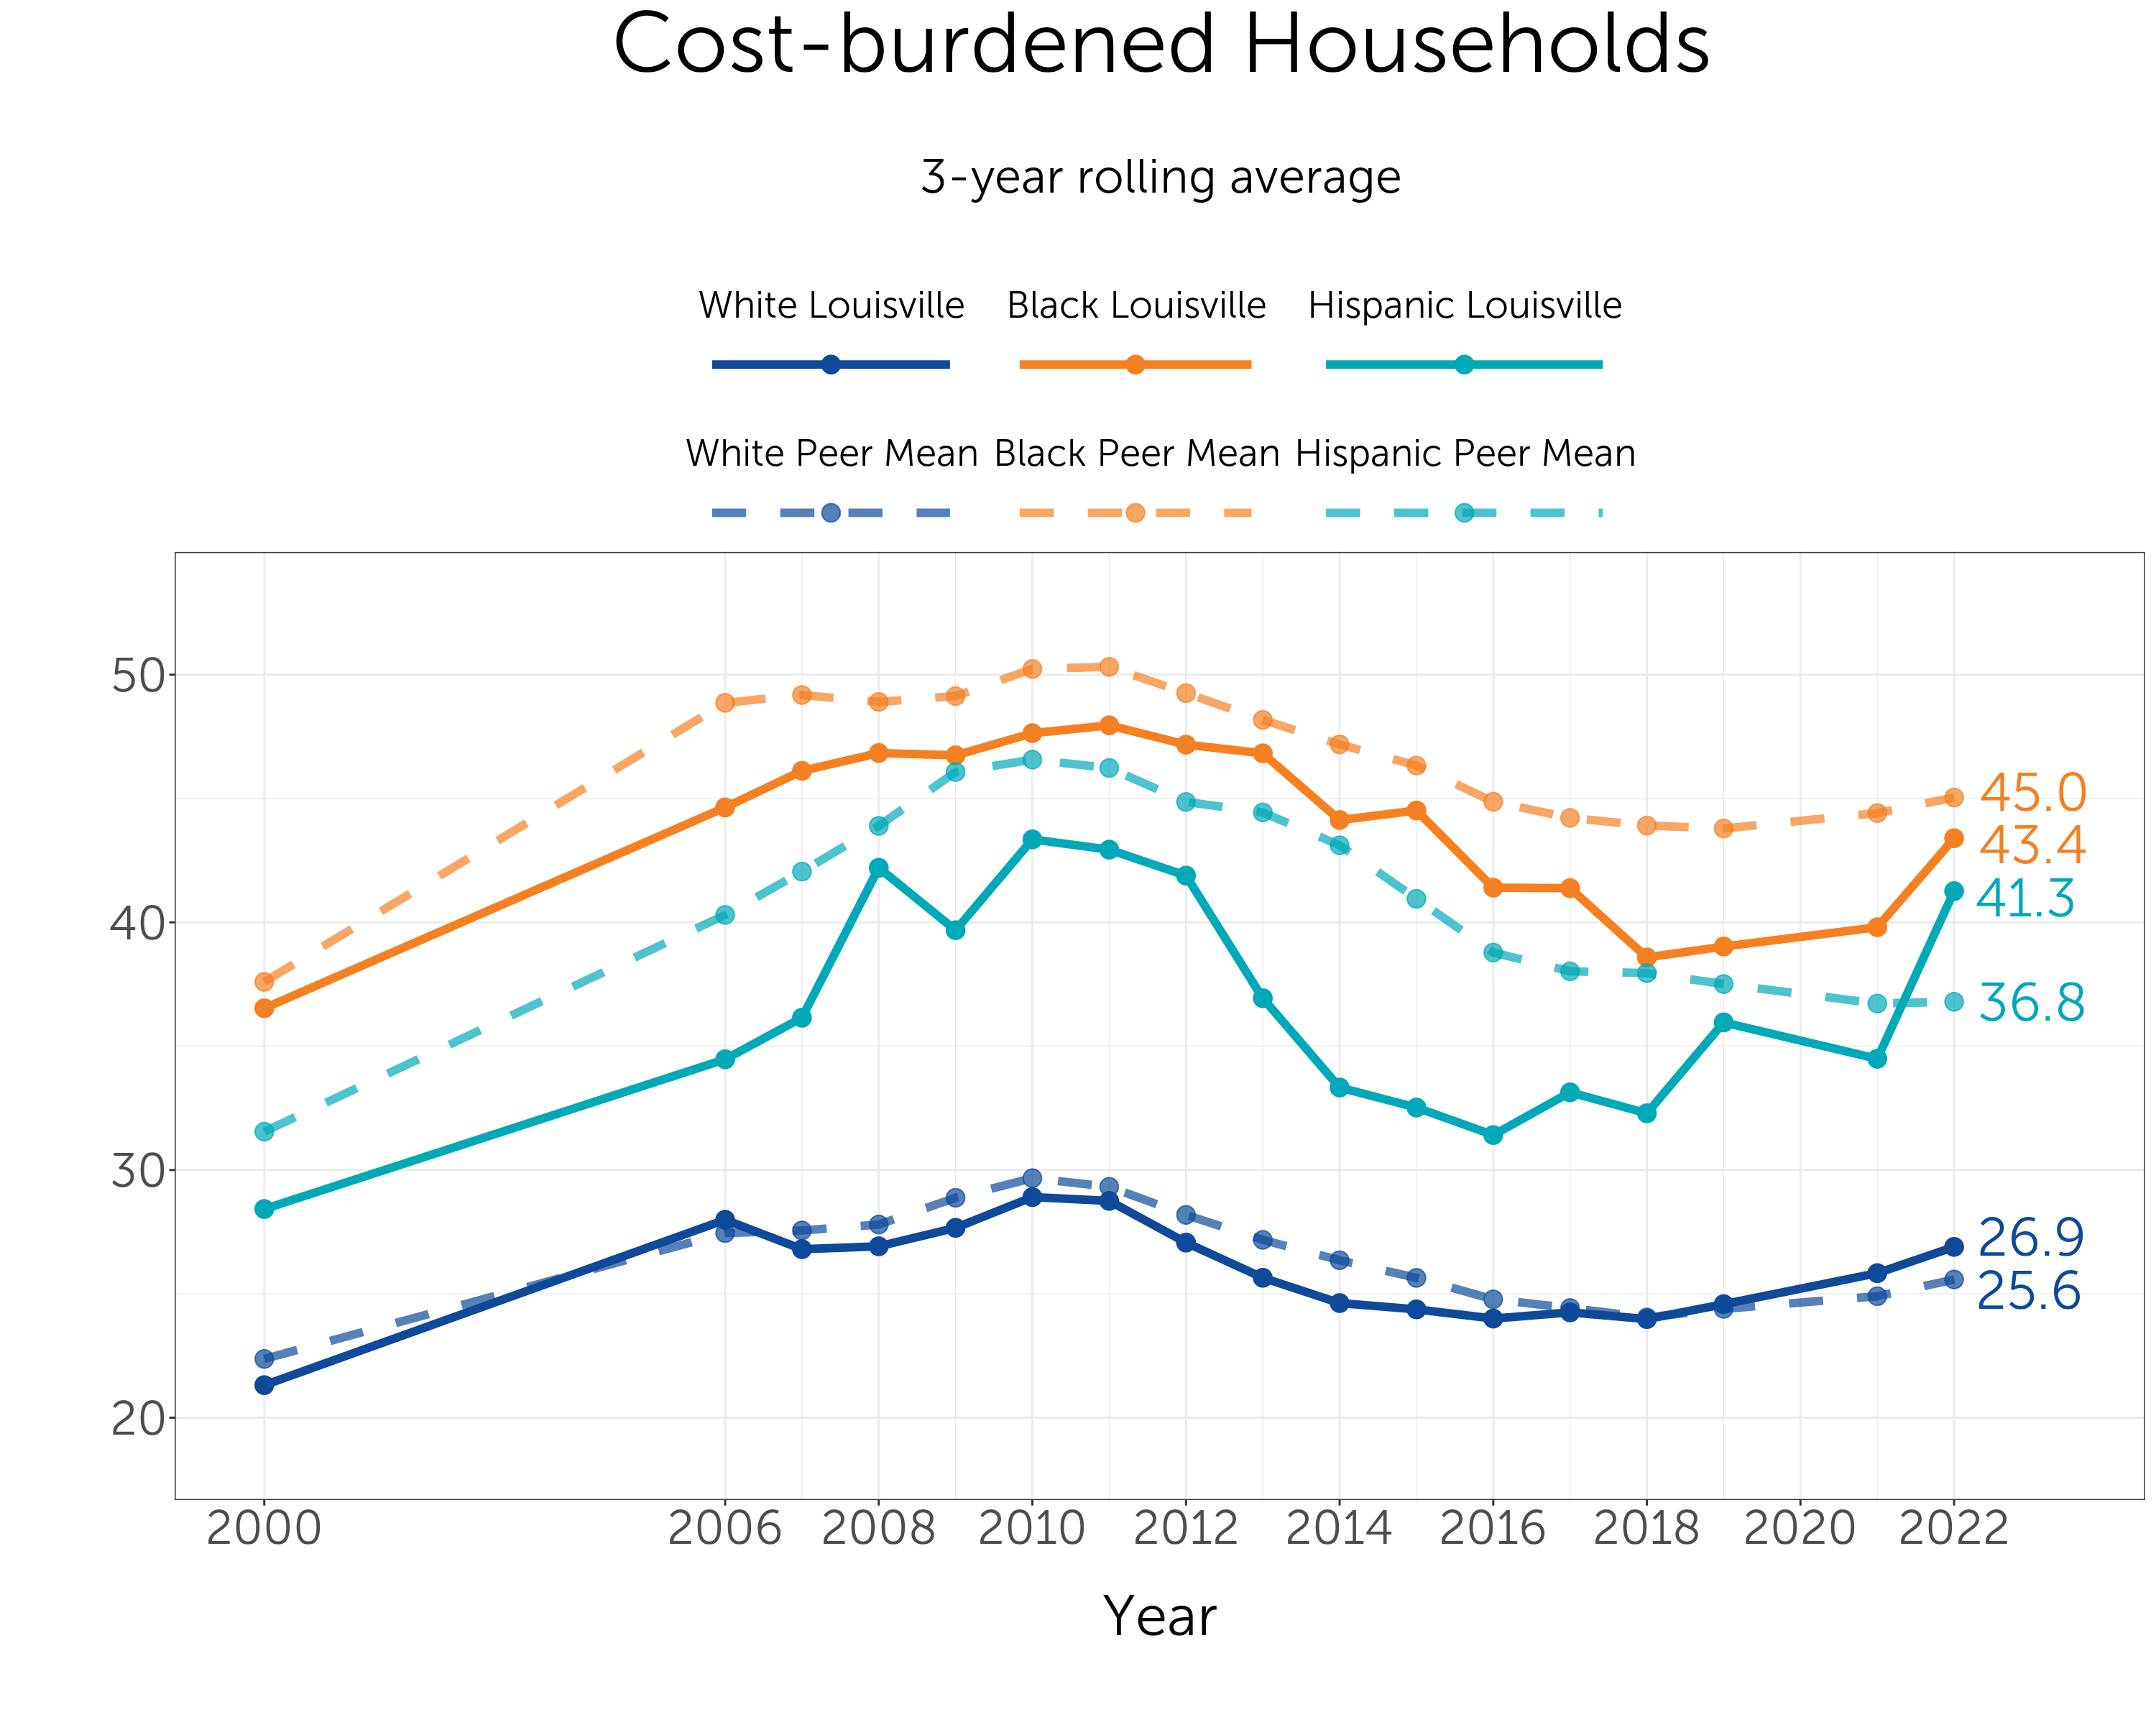 Cost-burdened Households
3-year rolling average
White Louisville Black Louisville Hispanic Louisville
White Peer Mean Black Peer Mean Hispanic Peer Mean
50
45.0
43.4
41.3
40
36.8
30
26.9
25.6
20
2000 2006 2008 2010 2012 2014 2016 2018 2020 2022
Year